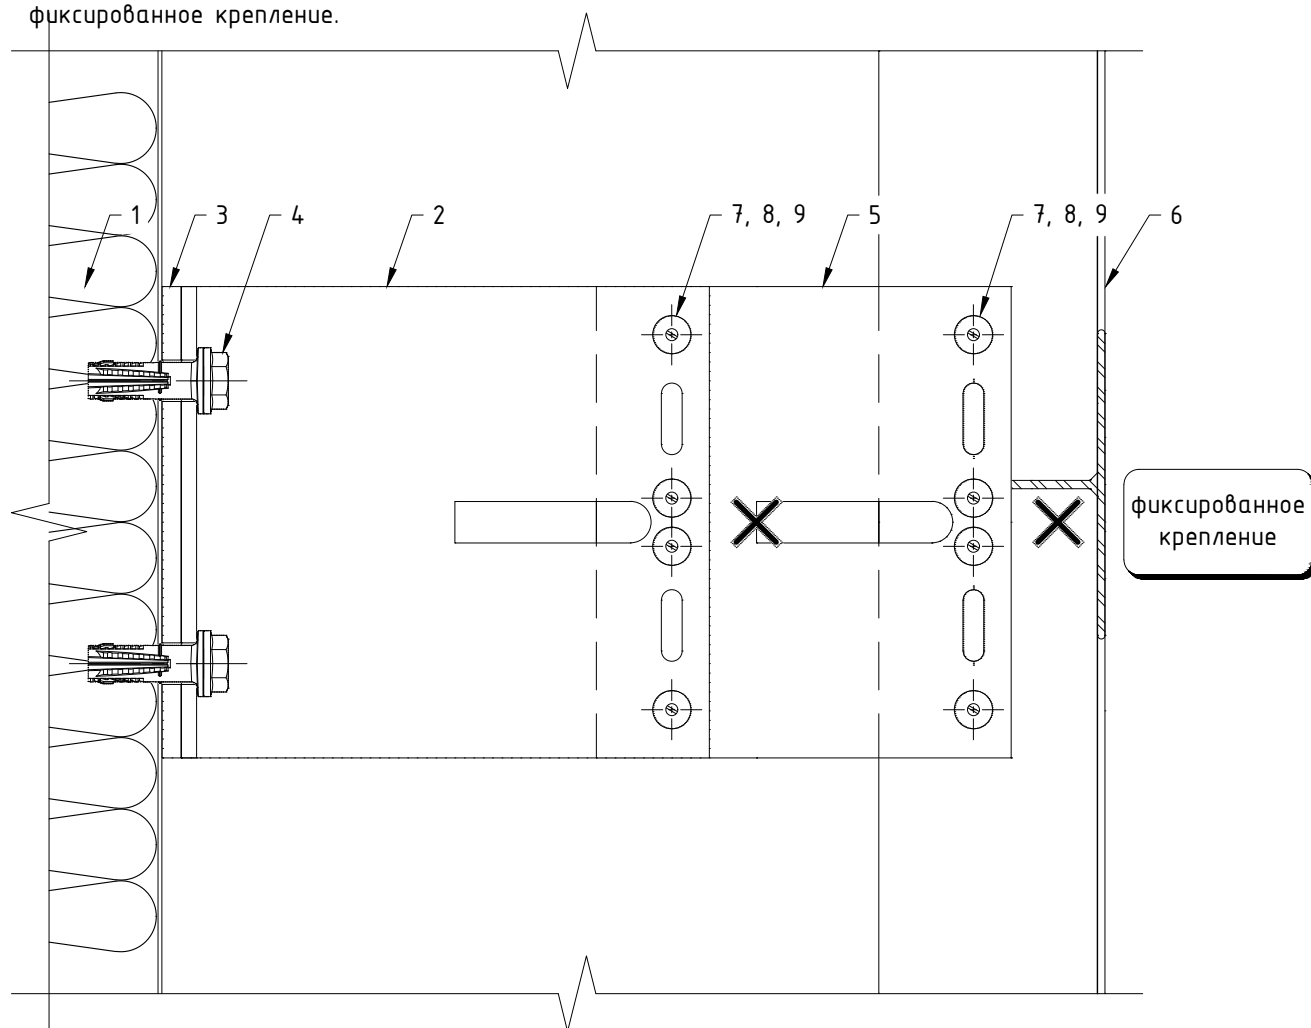 фиксированное крепление.
1
3
4
2
7, 8, 9
5
7, 8, 9
6
фиксированное
крепление